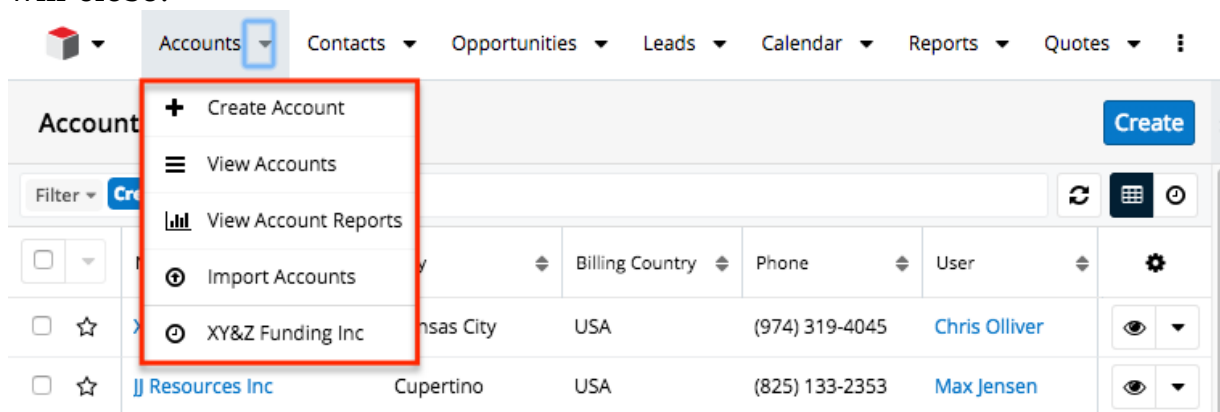 Accounts Contacts Opportunities Leads Calendar Reports Quotes
Create Account
Create
View Accounts
Filter
View Account Reports
Billing Country Phone User
Import Accounts
XY&Z Funding Inc
USA (974) 319-4045 Chris Olliver
JJ Resources Inc Cupertino USA (825) 133-2353 Max Jensen